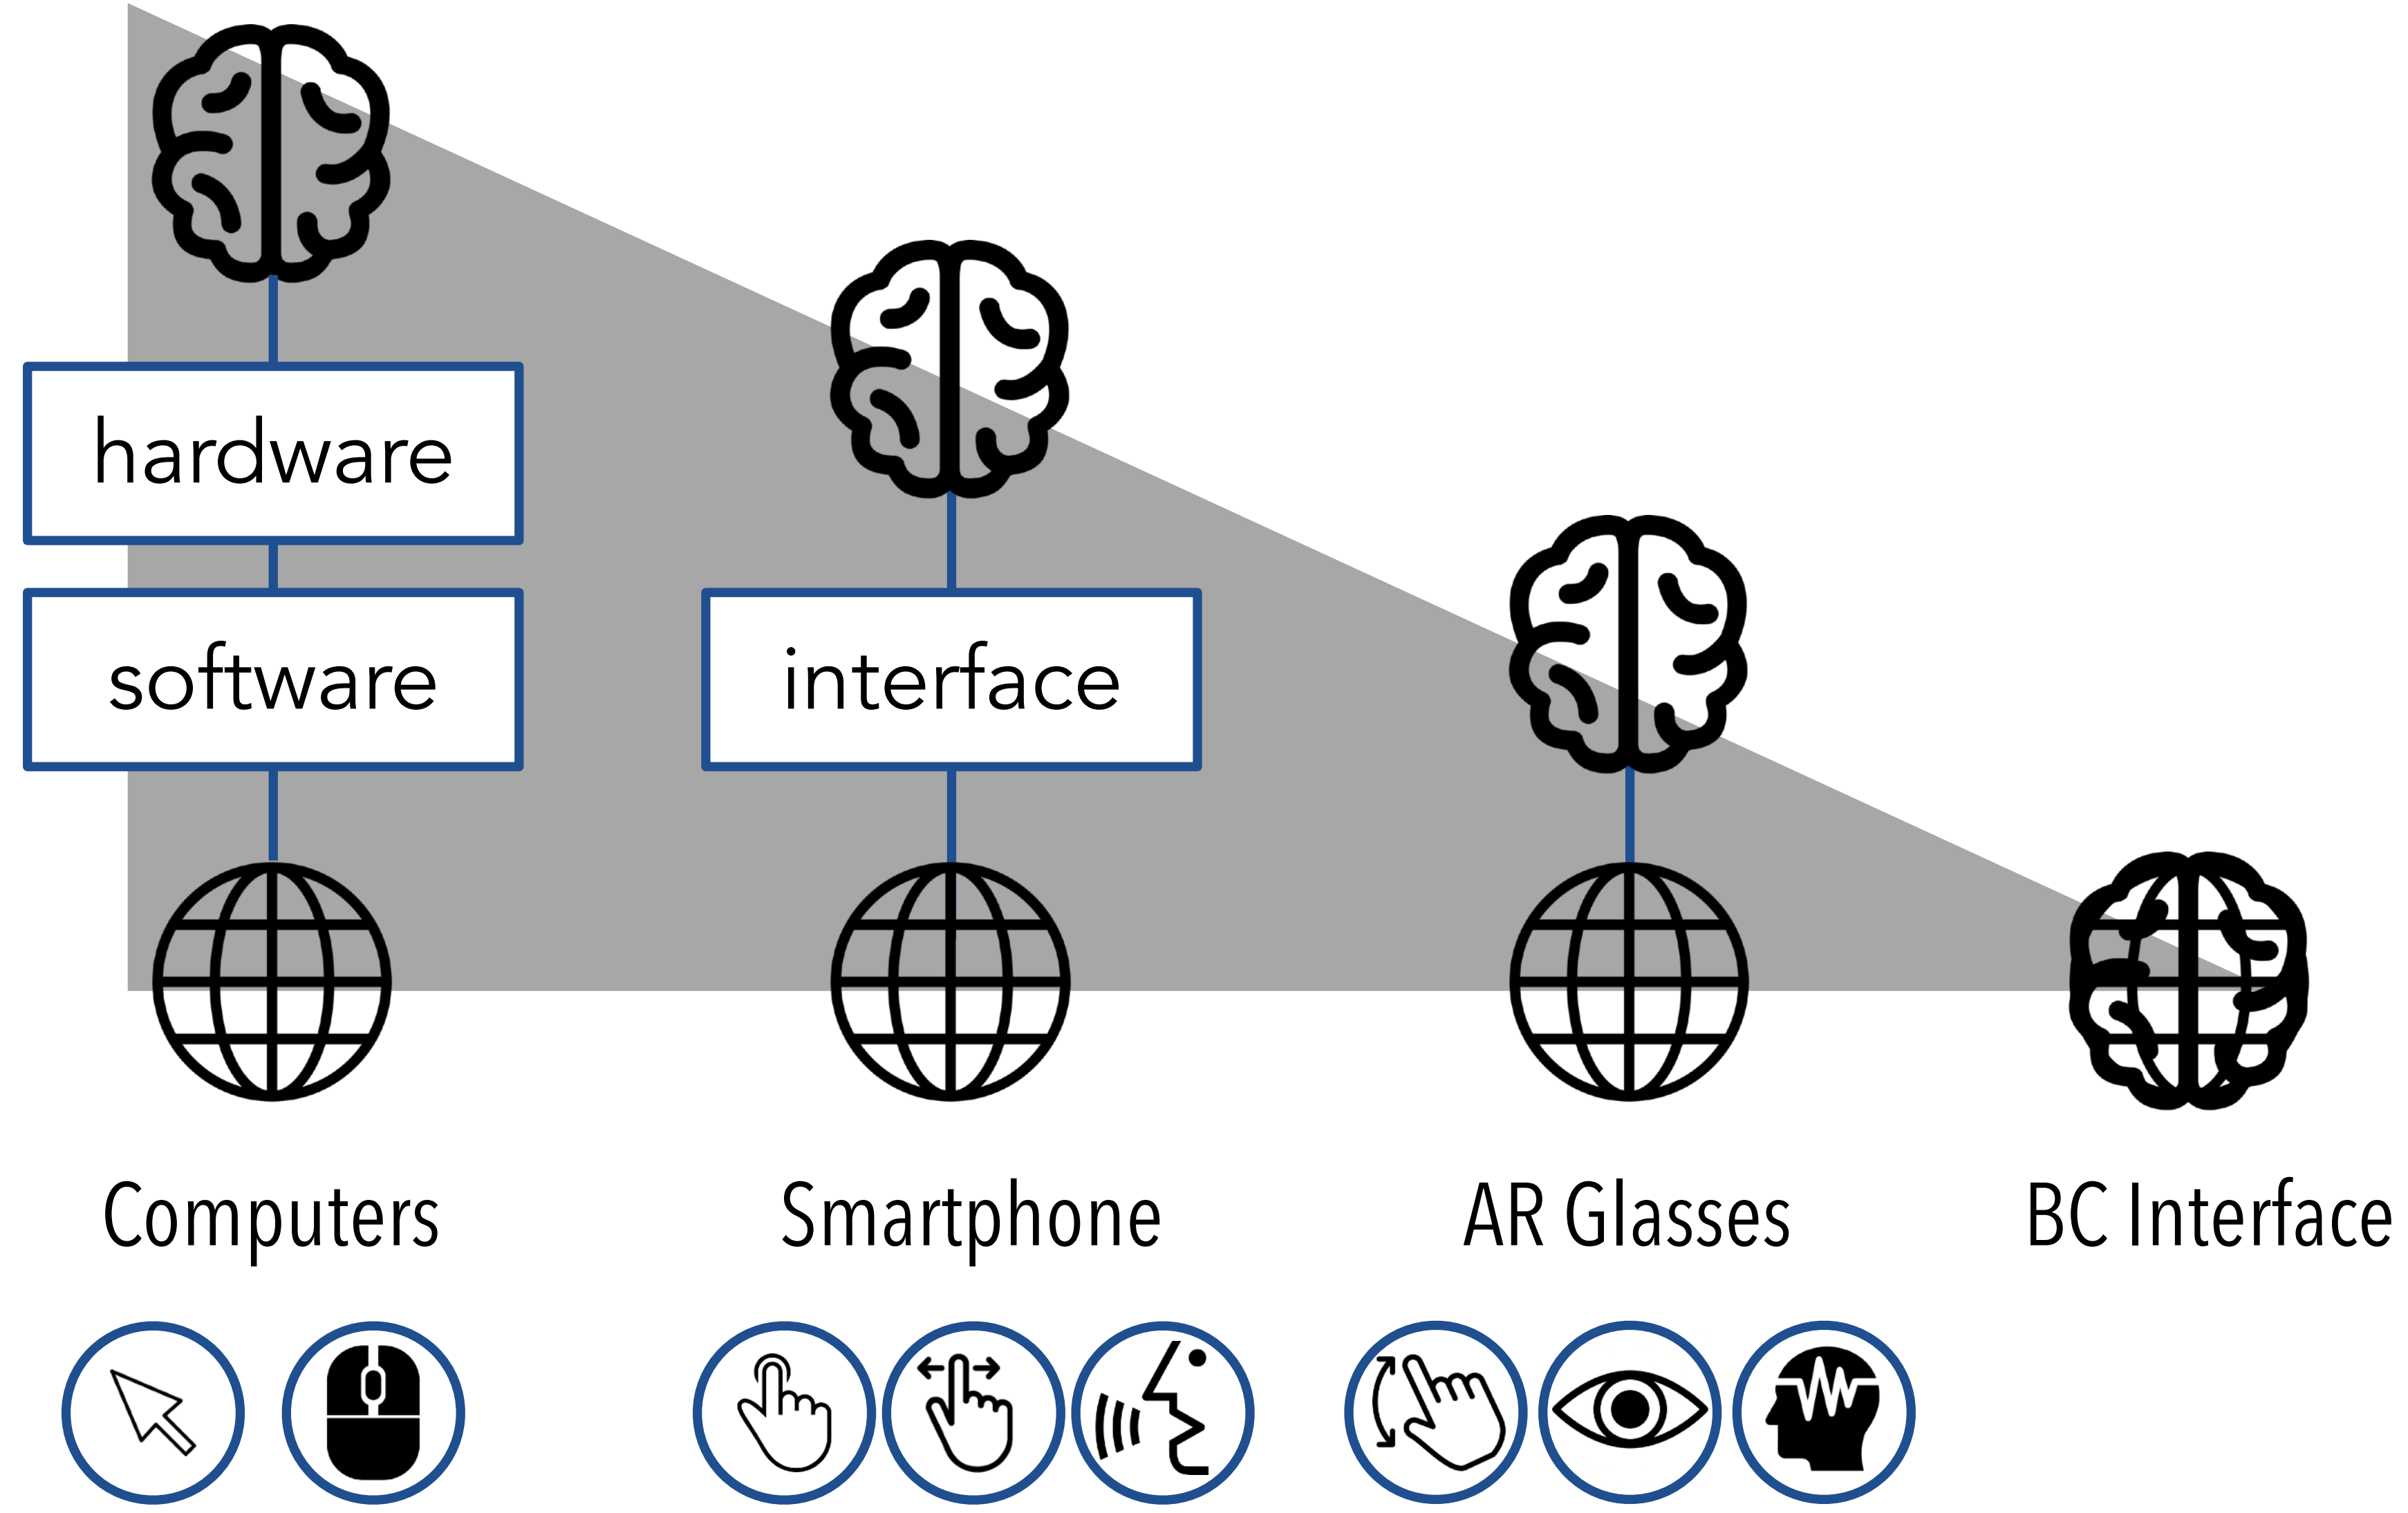 hardware
software
interface
Computers
Smartphone
AR Glasses
BC Interface